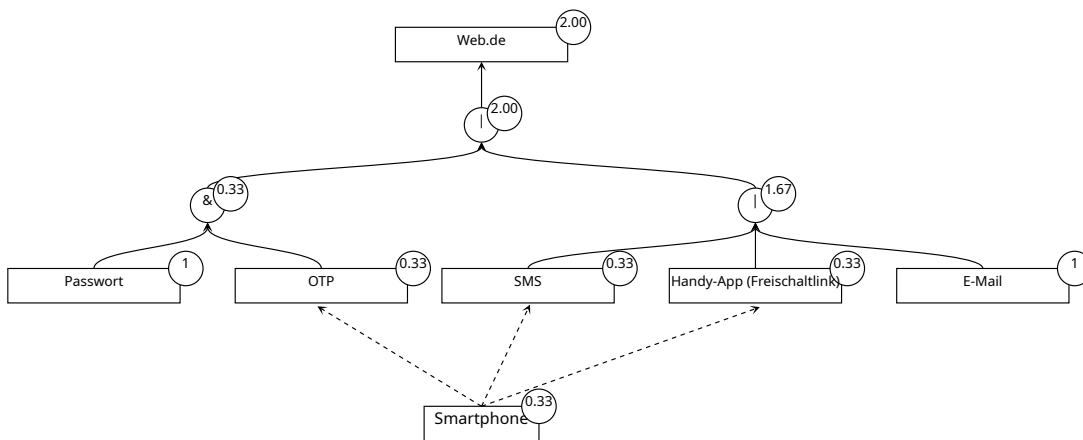 2.00
Web.de
2.00
|
0.33
&
1.67
|
1
Passwort
0.33
OTP
0.33
SMS
0.33
Handy-App (Freischaltlink)
1
E-Mail
0.33
Smartphone